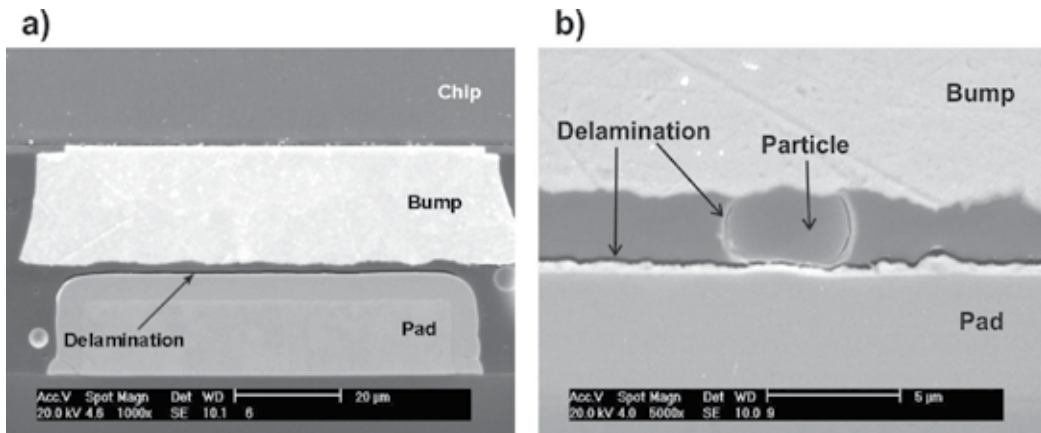 a)
Chip
Bump
Pad
Delamination
Acc.V Spot Magn Det WD 20 µm
20.0 kV 4.6 1000x SE 10.1 6
b)
Bump
Delamination
Particle
Pad
Acc.V Spot Magn Det WD 5 µm
20.0 kV 4.0 5000x SE 10.0 9